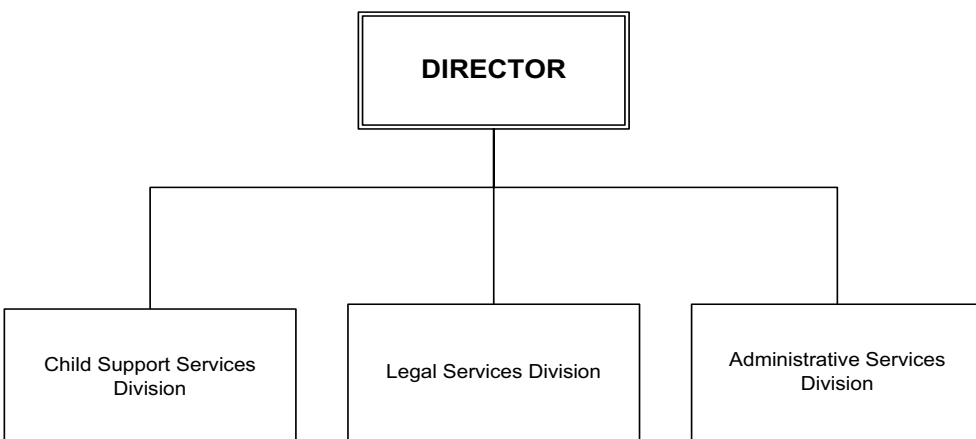 DIRECTOR
Child Support Services
Division
Legal Services Division
Administrative Services
Division